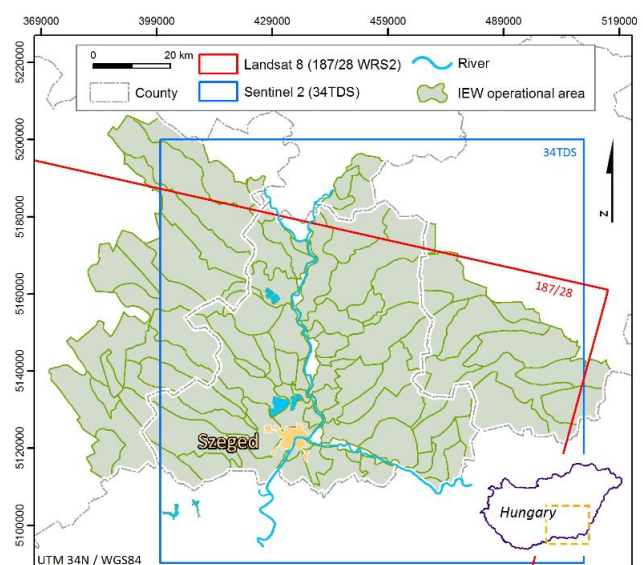 369000 399000 429000 459000 489000 519000
5220000
5200000
5180000
5160000
5140000
5120000
5100000
0 20 km
Landsat 8 (187/28 WRS2)
River
County
Sentinel 2 (34TDS)
IEW operational area
34TDS
N
187/28
Szeged
Hungary
UTM 34N / WGS84